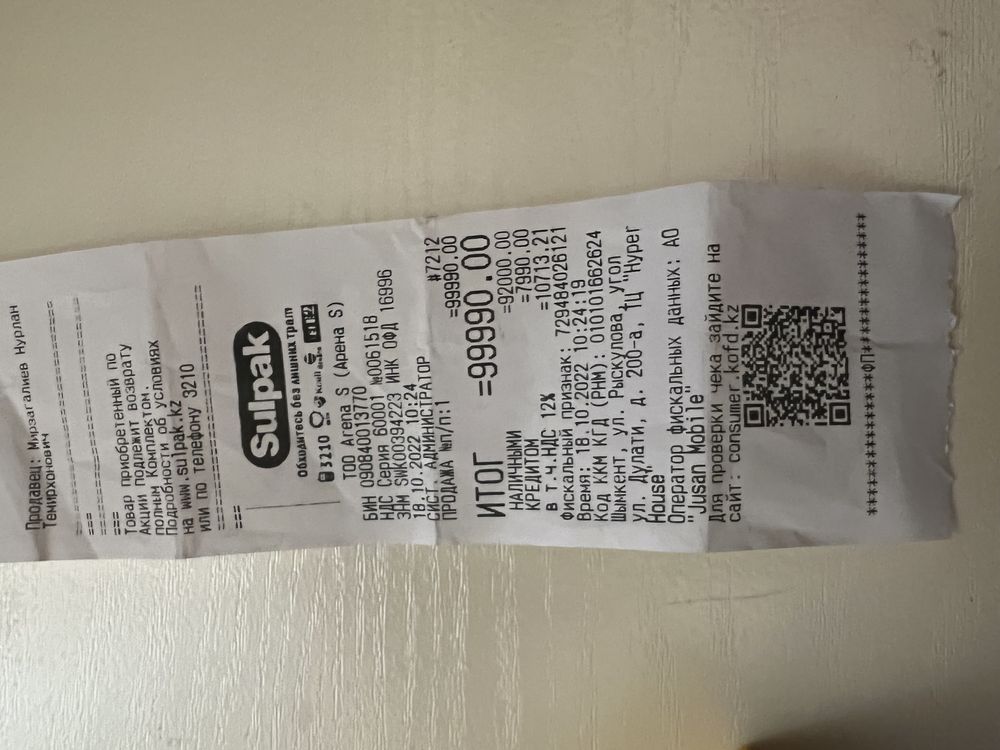 Продавец: Мирзагалиев Нурлан
Темирхонович
===
Товар приобретенный по
Акции подлежит возврату
полным Комплектом.
Подробности об условиях
на www.sulpak.kz
или по телефону 3210
===
Sulpak
Обходитесь без лишних трат
3210
ТОО Arena S (Арена S)
БИН 090840013770
НДС Серия 60001 №0061518
ЗНМ SWK00394223 ИНК ОФД 16996
18.10.2022 10:24
СИСТ. АДМИНИСТРАТОР
#7212
ПРОДАЖА №п/п:1 =99990.00
ИТОГ =99990.00
НАЛИЧНЫМИ =92000.00
КРЕДИТОМ =7990.00
в т.ч.НДС 12% =10713.21
Фискальный признак: 729484026121
Время: 18.10.2022 10:24:19
Код ККМ КГД (РНМ): 010101662624
Шымкент, ул. Рыскулова, угол
ул. Дулати, д. 200-а, ТЦ "Hyper
House"
Оператор фискальных данных: АО
"Jusan Mobile"
Для проверки чека зайдите на
сайт: consumer.kofd.kz
*****************ФП*****************